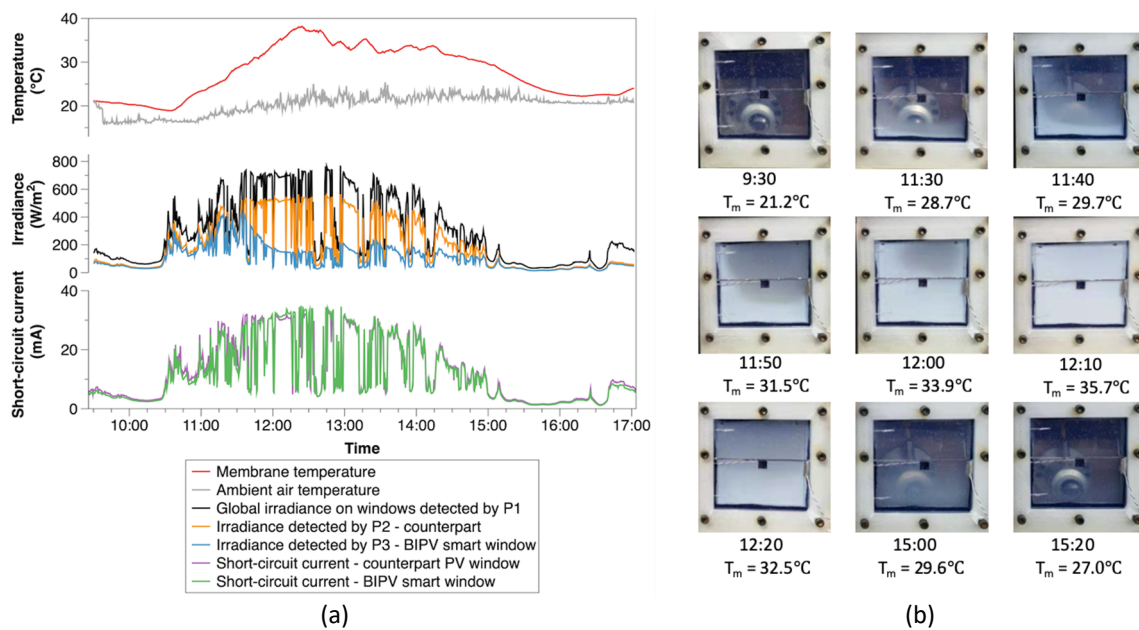 Temperature
(°C)
40
30
20
Irradiance
(W/m²)
800
600
400
200
0
Short-circuit current
(mA)
40
20
0
10:00 11:00 12:00 13:00 14:00 15:00 16:00 17:00
Time
Membrane temperature
Ambient air temperature
Global irradiance on windows detected by P1
Irradiance detected by P2 - counterpart
Irradiance detected by P3 - BIPV smart window
Short-circuit current - counterpart PV window
Short-circuit current - BIPV smart window
(a)
9:30 11:30 11:40
Tm = 21.2°C Tm = 28.7°C Tm = 29.7°C
11:50 12:00 12:10
Tm = 31.5°C Tm = 33.9°C Tm = 35.7°C
12:20 15:00 15:20
Tm = 32.5°C Tm = 29.6°C Tm = 27.0°C
(b)